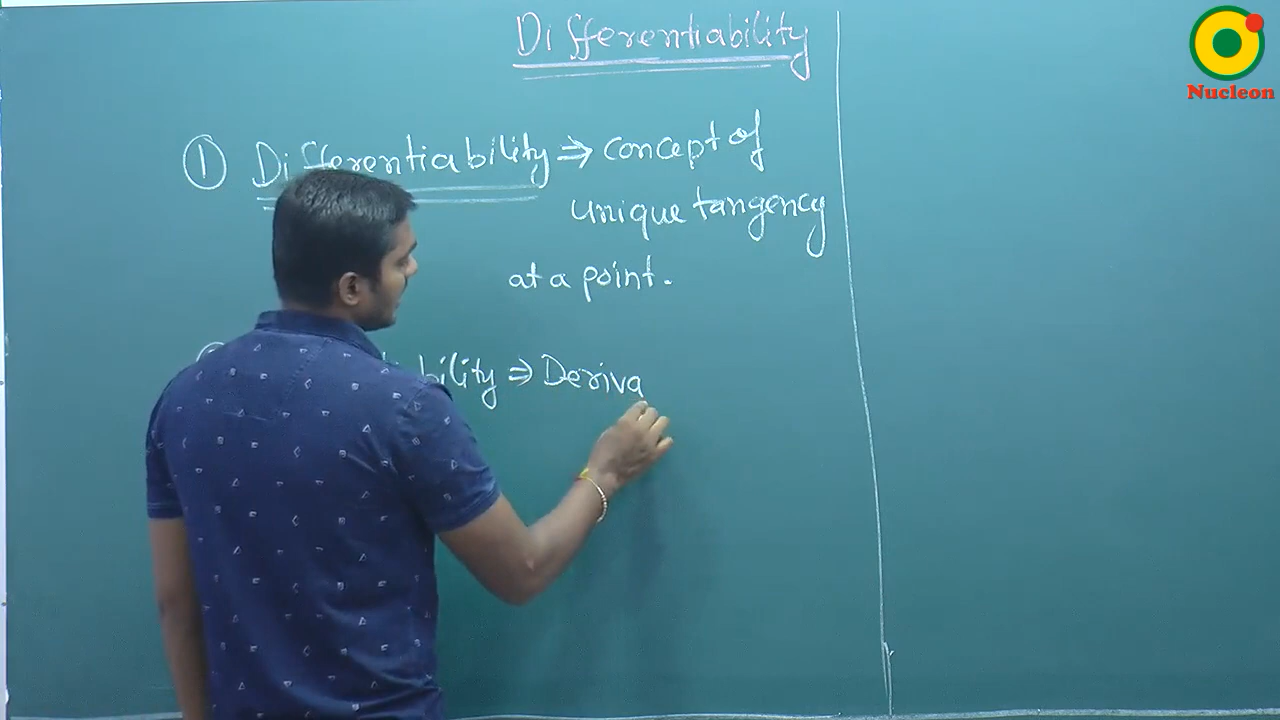 Differentiability
Nucleon
① Differentiability ⇒ concept of
unique tangency
at a point.
bility ⇒ Deriva